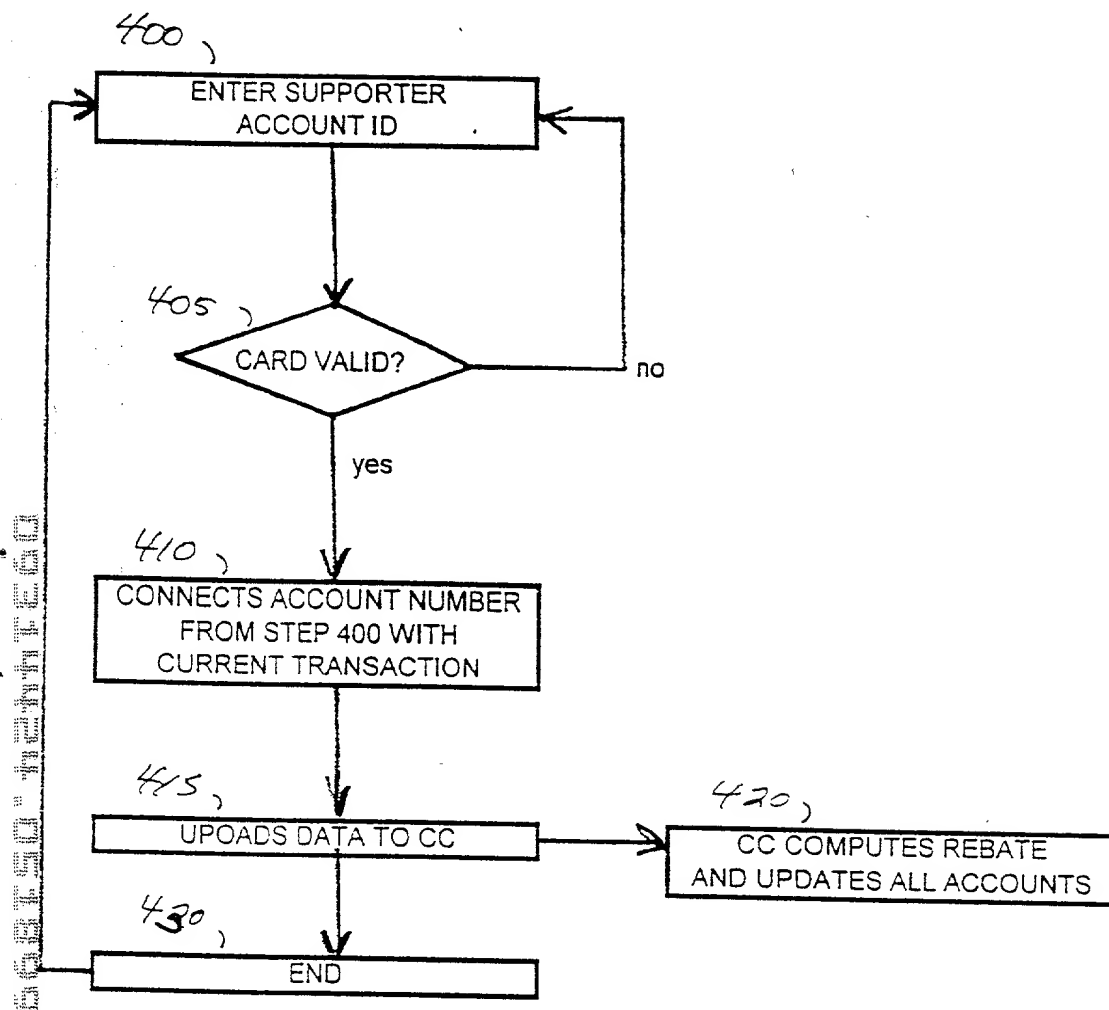 400
ENTER SUPPORTER
ACCOUNT ID
405
CARD VALID?
no
yes
410
CONNECTS ACCOUNT NUMBER
FROM STEP 400 WITH
CURRENT TRANSACTION
415
UPOADS DATA TO CC
420
CC COMPUTES REBATE
AND UPDATES ALL ACCOUNTS
430
END